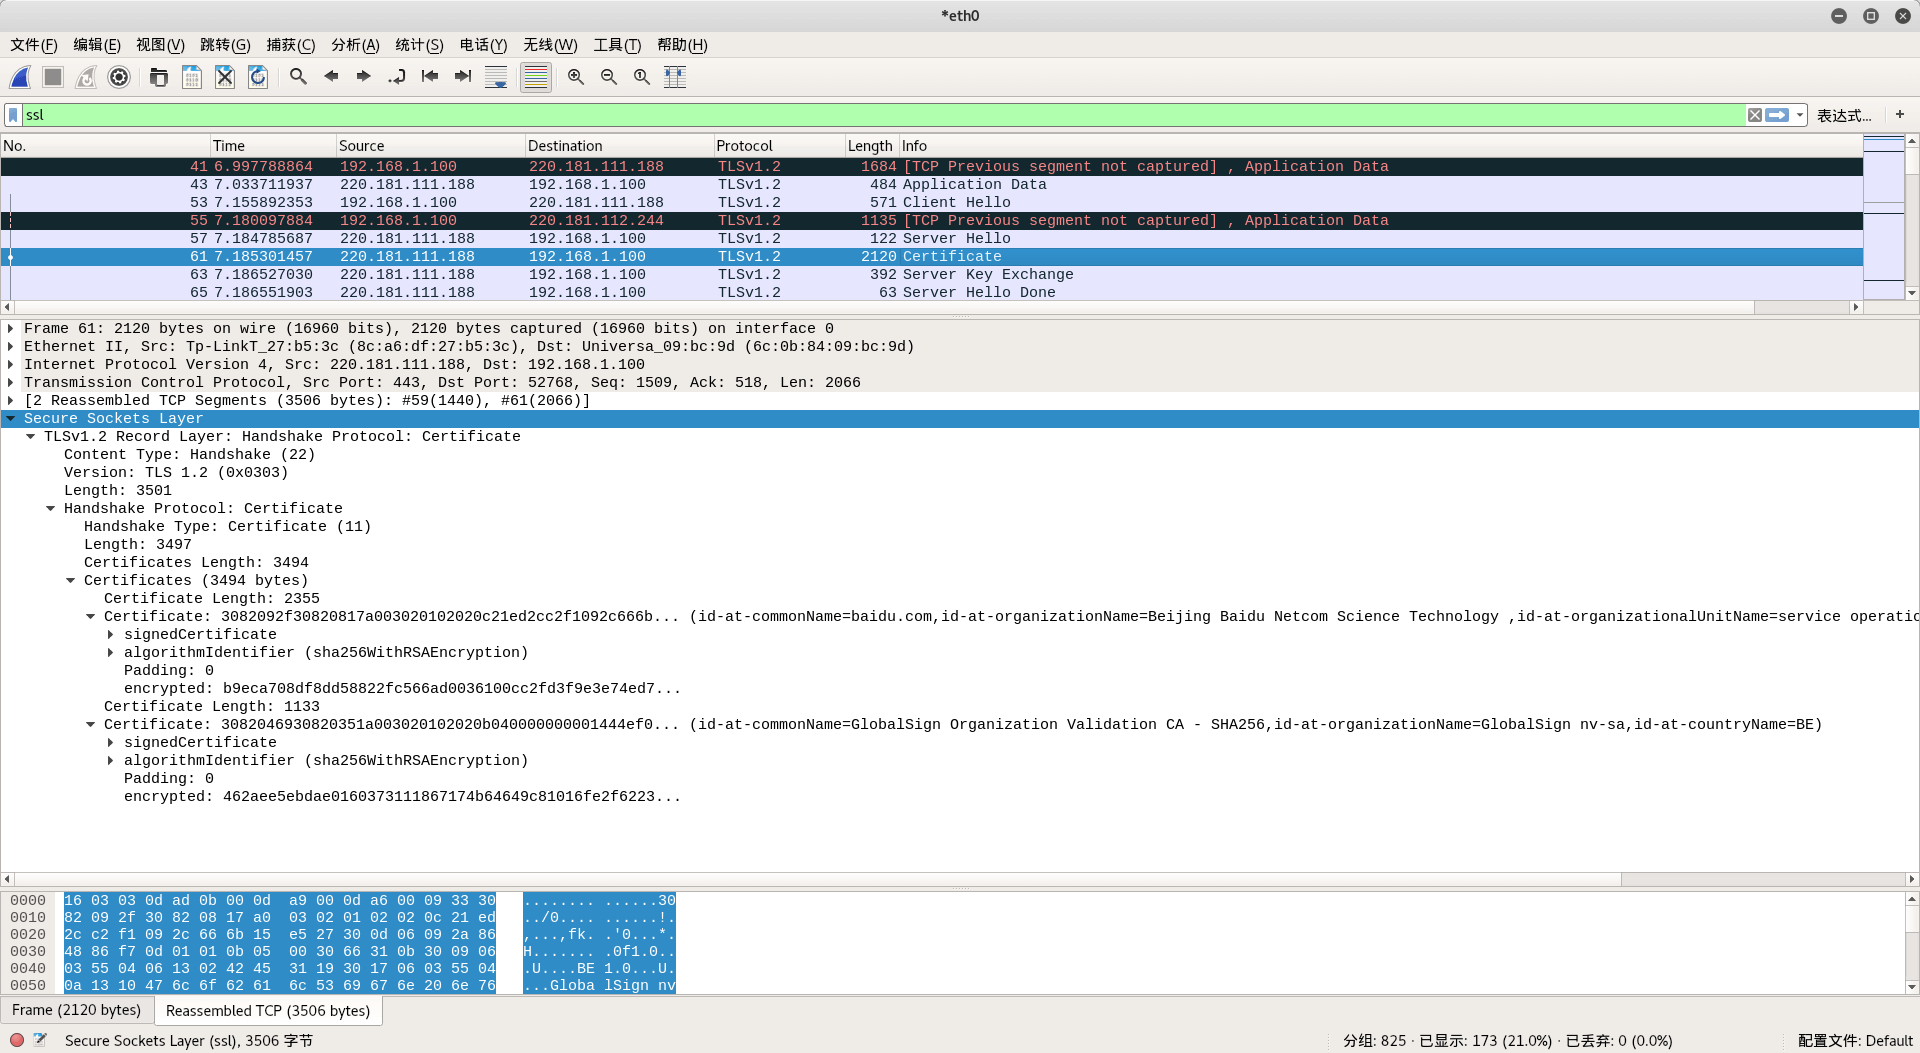 *eth0
文件(F) 编辑(E) 视图(V) 跳转(G) 捕获(C) 分析(A) 统计(S) 电话(Y) 无线(W) 工具(T) 帮助(H)
ssl 表达式… +
No. Time Source Destination Protocol Length Info
41 6.997788864 192.168.1.100 220.181.111.188 TLSv1.2 1684 [TCP Previous segment not captured] , Application Data
43 7.033711937 220.181.111.188 192.168.1.100 TLSv1.2 484 Application Data
53 7.155892353 192.168.1.100 220.181.111.188 TLSv1.2 571 Client Hello
55 7.180097884 192.168.1.100 220.181.112.244 TLSv1.2 1135 [TCP Previous segment not captured] , Application Data
57 7.184785687 220.181.111.188 192.168.1.100 TLSv1.2 122 Server Hello
61 7.185301457 220.181.111.188 192.168.1.100 TLSv1.2 2120 Certificate
63 7.186527030 220.181.111.188 192.168.1.100 TLSv1.2 392 Server Key Exchange
65 7.186551903 220.181.111.188 192.168.1.100 TLSv1.2 63 Server Hello Done
Frame 61: 2120 bytes on wire (16960 bits), 2120 bytes captured (16960 bits) on interface 0
Ethernet II, Src: Tp-LinkT_27:b5:3c (8c:a6:df:27:b5:3c), Dst: Universa_09:bc:9d (6c:0b:84:09:bc:9d)
Internet Protocol Version 4, Src: 220.181.111.188, Dst: 192.168.1.100
Transmission Control Protocol, Src Port: 443, Dst Port: 52768, Seq: 1509, Ack: 518, Len: 2066
[2 Reassembled TCP Segments (3506 bytes): #59(1440), #61(2066)]
Secure Sockets Layer
TLSv1.2 Record Layer: Handshake Protocol: Certificate
Content Type: Handshake (22)
Version: TLS 1.2 (0x0303)
Length: 3501
Handshake Protocol: Certificate
Handshake Type: Certificate (11)
Length: 3497
Certificates Length: 3494
Certificates (3494 bytes)
Certificate Length: 2355
Certificate: 3082092f30820817a003020102020c21ed2cc2f1092c666b... (id-at-commonName=baidu.com,id-at-organizationName=Beijing Baidu Netcom Science Technology ,id-at-organizationalUnitName=service operatio
signedCertificate
algorithmIdentifier (sha256WithRSAEncryption)
Padding: 0
encrypted: b9eca708df8dd58822fc566ad0036100cc2fd3f9e3e74ed7...
Certificate Length: 1133
Certificate: 3082046930820351a003020102020b040000000001444ef0... (id-at-commonName=GlobalSign Organization Validation CA - SHA256,id-at-organizationName=GlobalSign nv-sa,id-at-countryName=BE)
signedCertificate
algorithmIdentifier (sha256WithRSAEncryption)
Padding: 0
encrypted: 462aee5ebdae0160373111867174b64649c81016fe2f6223...
0000 16 03 03 0d ad 0b 00 0d a9 00 0d a6 00 09 33 30 ........ ......30
0010 82 09 2f 30 82 08 17 a0 03 02 01 02 02 0c 21 ed ../0.... ......!.
0020 2c c2 f1 09 2c 66 6b 15 e5 27 30 0d 06 09 2a 86 ,...,fk. .'0...*.
0030 48 86 f7 0d 01 01 0b 05 00 30 66 31 0b 30 09 06 H....... .0f1.0..
0040 03 55 04 06 13 02 42 45 31 19 30 17 06 03 55 04 .U....BE 1.0...U.
0050 0a 13 10 47 6c 6f 62 61 6c 53 69 67 6e 20 6e 76 ...Globa lSign nv
Frame (2120 bytes) Reassembled TCP (3506 bytes)
Secure Sockets Layer (ssl), 3506 字节 分组: 825 · 已显示: 173 (21.0%) · 已丢弃: 0 (0.0%) 配置文件: Default